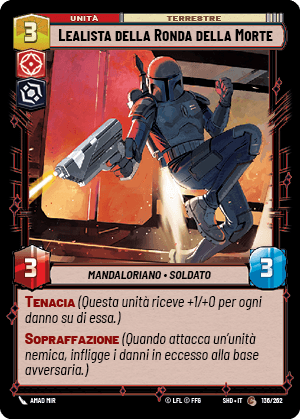 UNITÀ TERRESTRE
3 Lealista della Ronda della Morte
3 3
MANDALORIANO • SOLDATO
Tenacia (Questa unità riceve +1/+0 per ogni
danno su di essa.)
Sopraffazione (Quando attacca un'unità
nemica, infligge i danni in eccesso alla base
avversaria.)
AMAD MIR © LFL © FFG SHD • IT 136/262